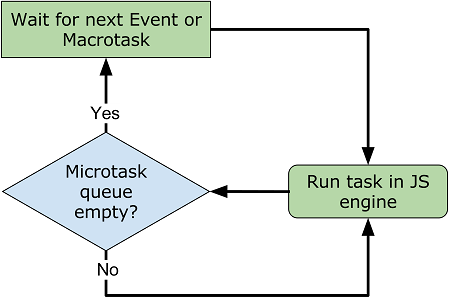 Wait for next Event or
Macrotask
Yes
Microtask
queue
empty?
Run task in JS
engine
No